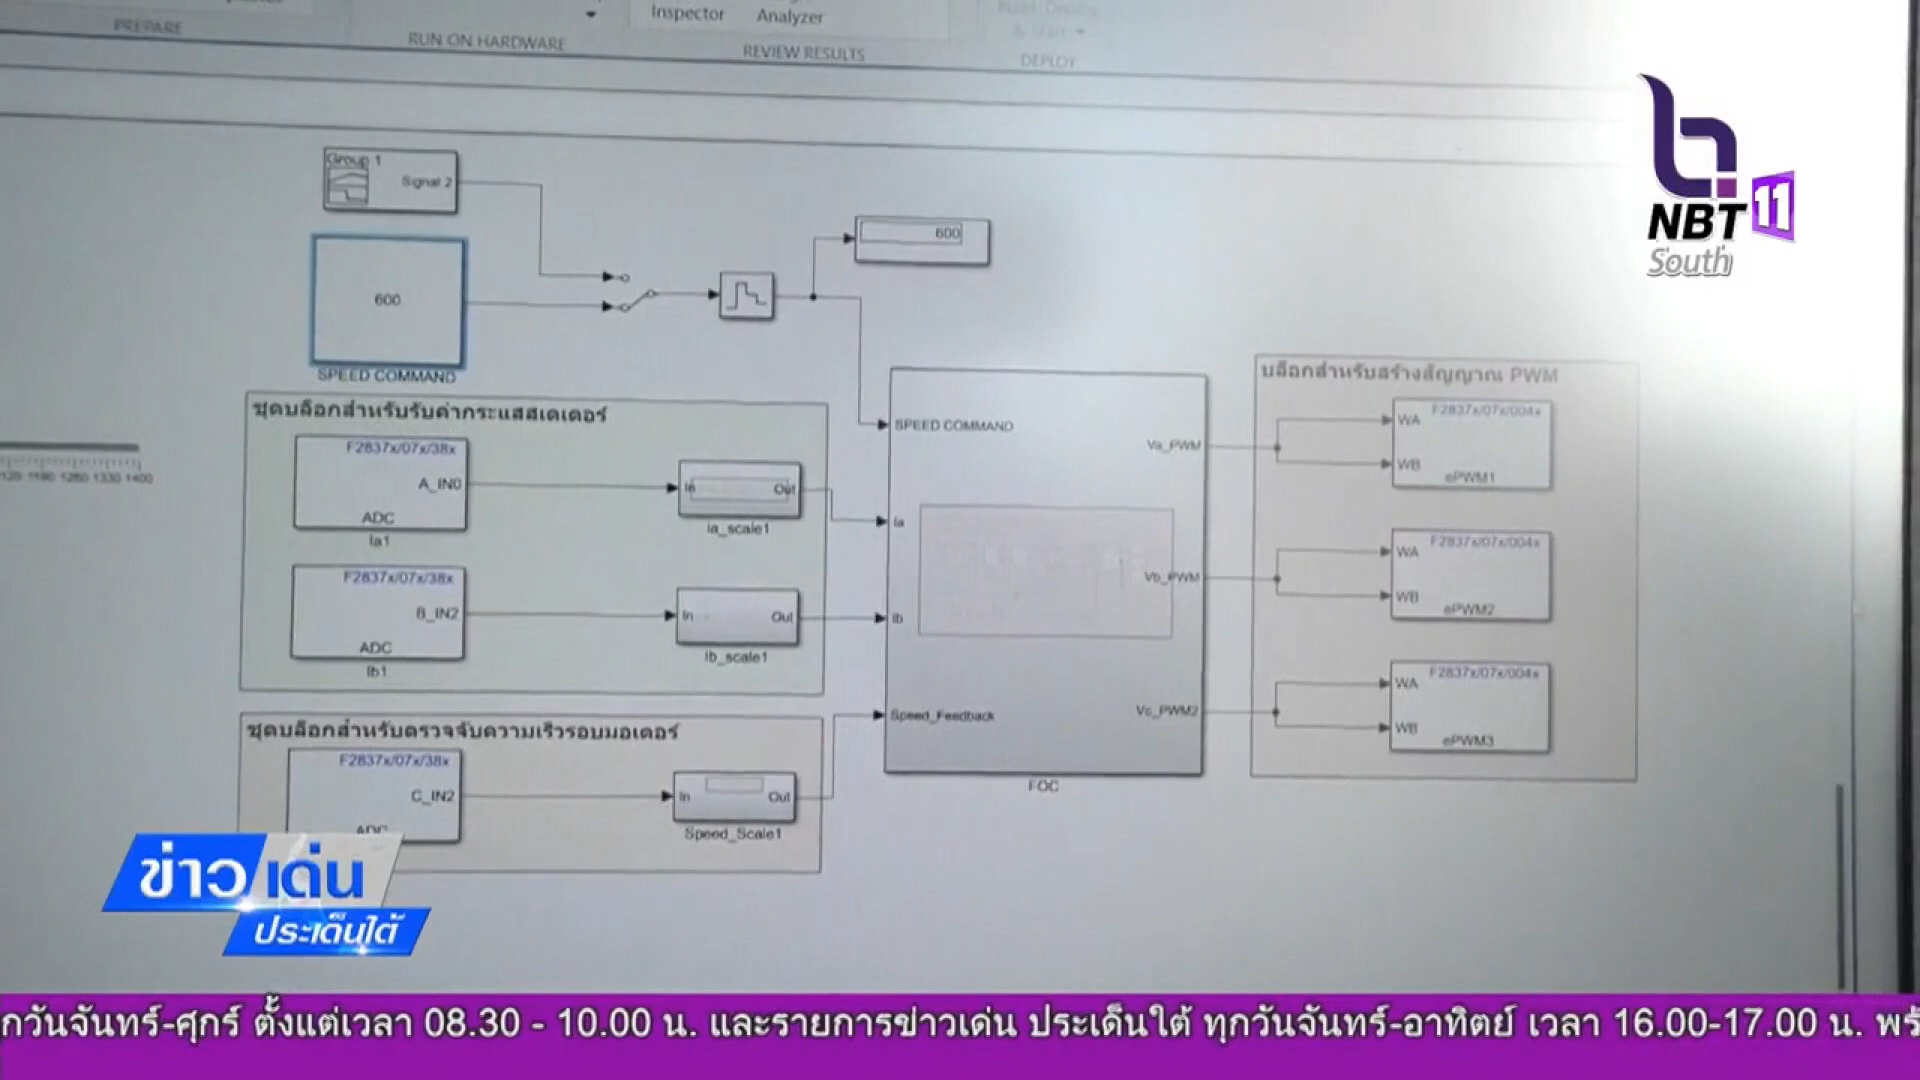 PREPARE
RUN ON HARDWARE
Inspector
Analyzer
REVIEW RESULTS
DEPLOY
NBT 11
South
Group 1
Signal 2
600
600
SPEED COMMAND
ชุดบล็อกสำหรับรับค่ากระแสสเตเตอร์
F2837x/07x/38x
A_IN0
ADC
Ia1
In
Out
Ia_scale1
F2837x/07x/38x
B_IN2
ADC
Ib1
In
Out
Ib_scale1
ชุดบล็อกสำหรับตรวจจับความเร็วรอบมอเตอร์
F2837x/07x/38x
C_IN2
ADC
In
Out
Speed_Scale1
SPEED COMMAND
Ia
Ib
Speed_Feedback
Va_PWM
Vb_PWM
Vc_PWM2
FOC
บล็อกสำหรับสร้างสัญญาณ PWM
F2837x/07x/004x
WA
WB
ePWM1
F2837x/07x/004x
WA
WB
ePWM2
F2837x/07x/004x
WA
WB
ePWM3
1190 1260 1330 1400
ข่าวเด่น
ประเด็นใต้
กวันจันทร์-ศุกร์ ตั้งแต่เวลา 08.30 - 10.00 น. และรายการข่าวเด่น ประเด็นใต้ ทุกวันจันทร์-อาทิตย์ เวลา 16.00-17.00 น.